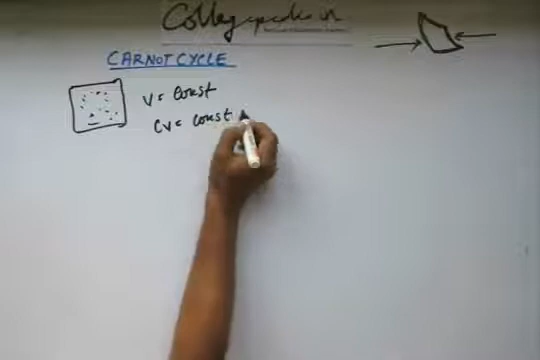 Collegepedia.in
CARNOT CYCLE
V = Const
CV = Const